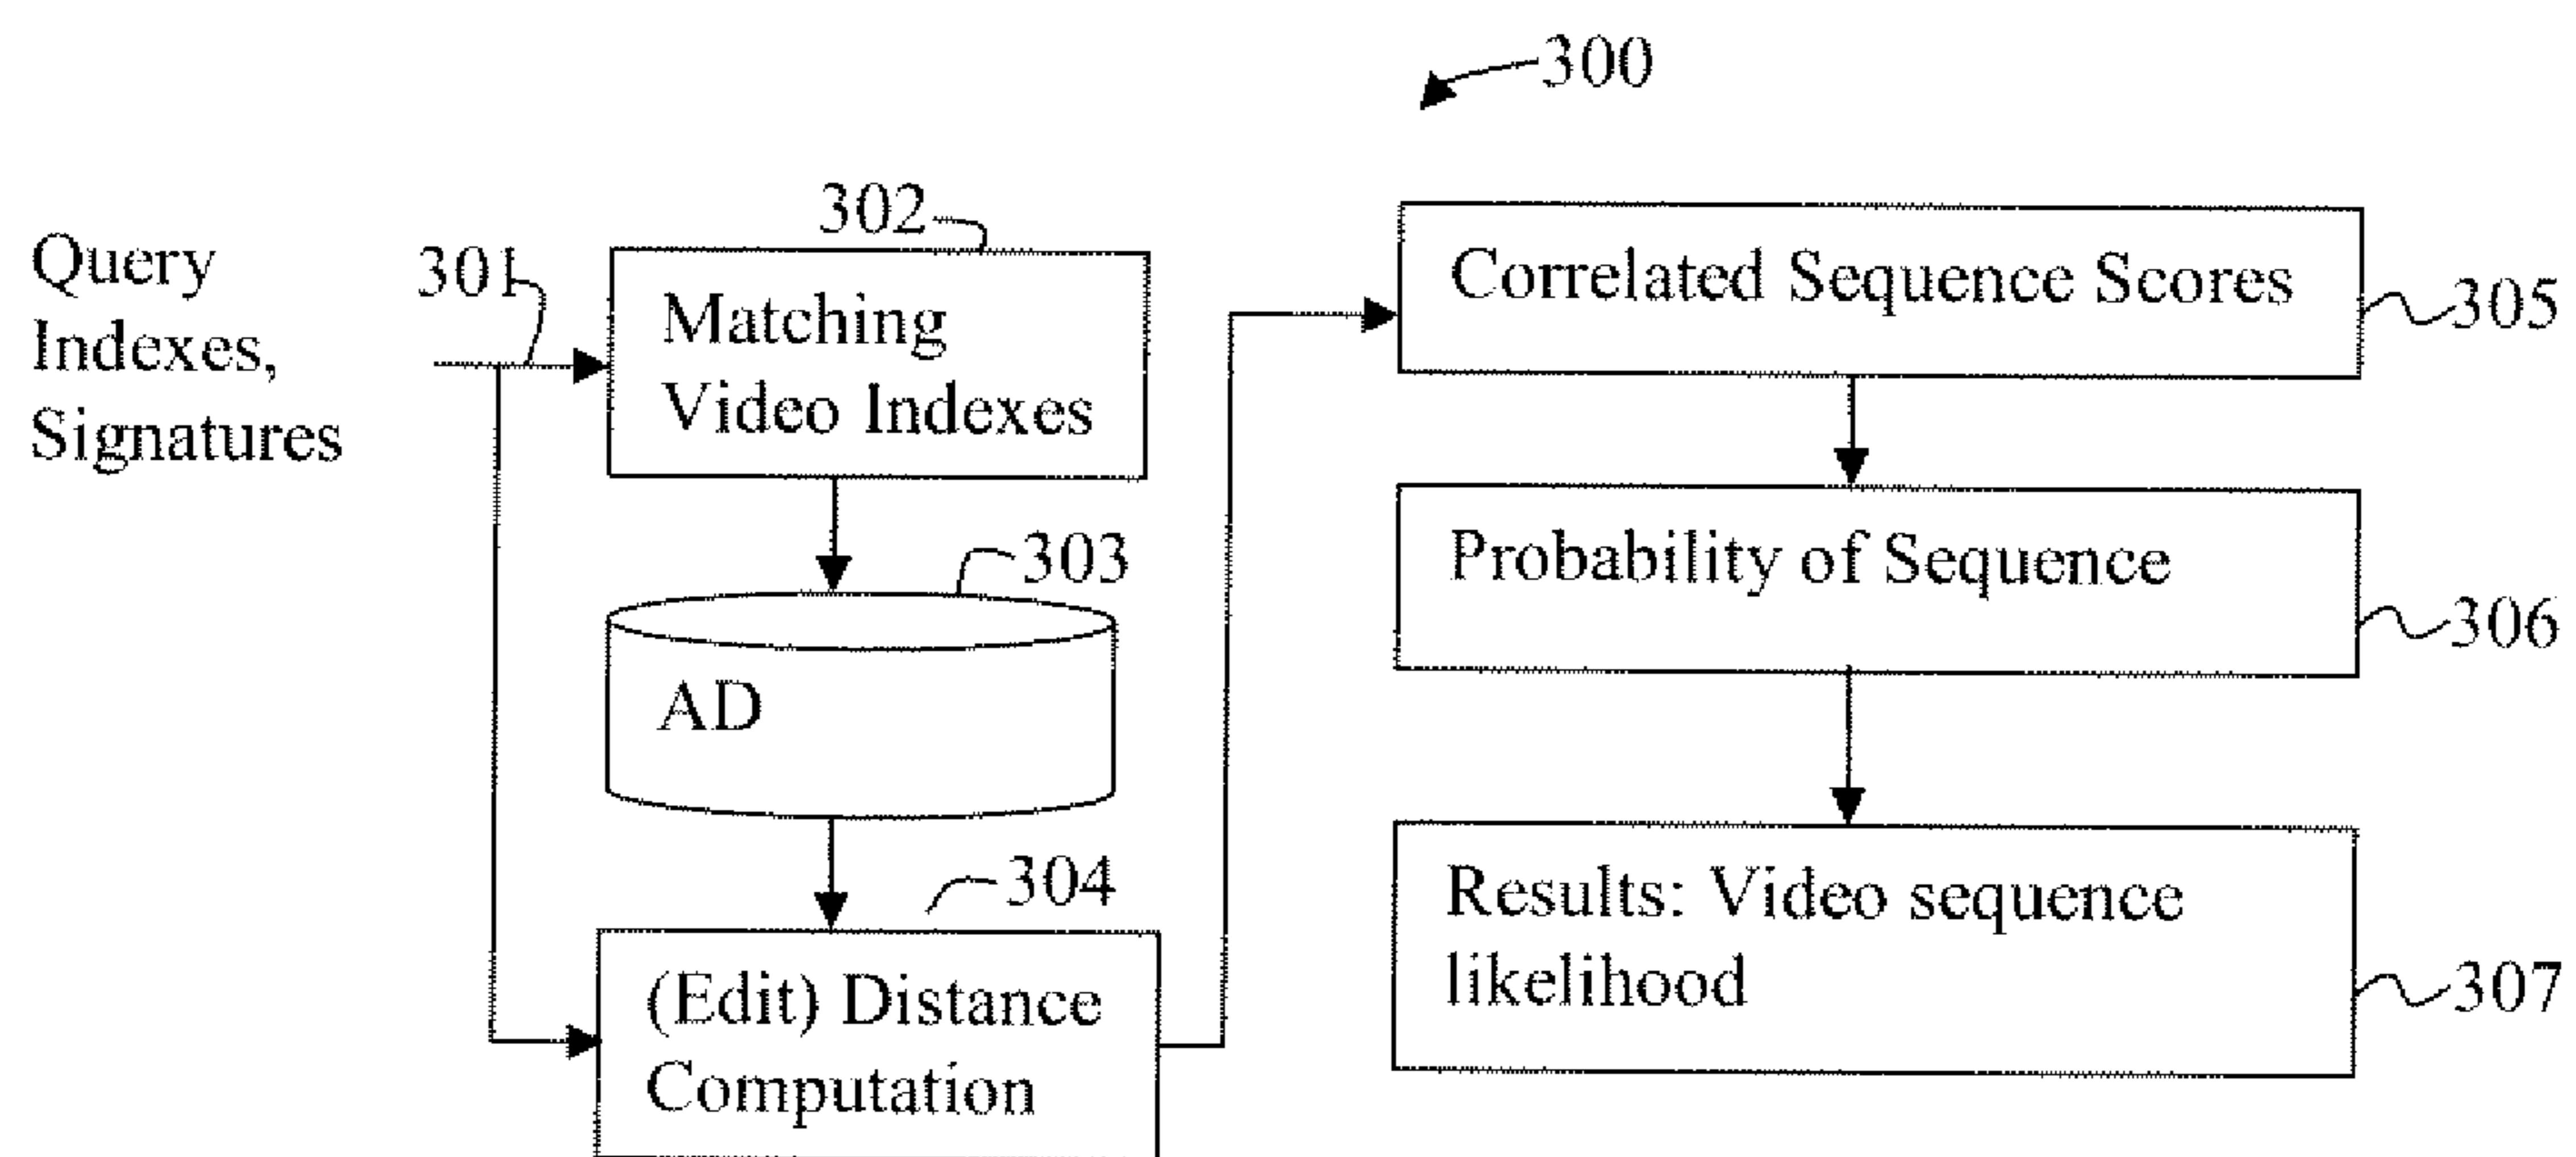 300
Query
Indexes,
Signatures
301
302
Matching
Video Indexes
303
AD
304
(Edit) Distance
Computation
Correlated Sequence Scores
305
Probability of Sequence
306
Results: Video sequence
likelihood
307